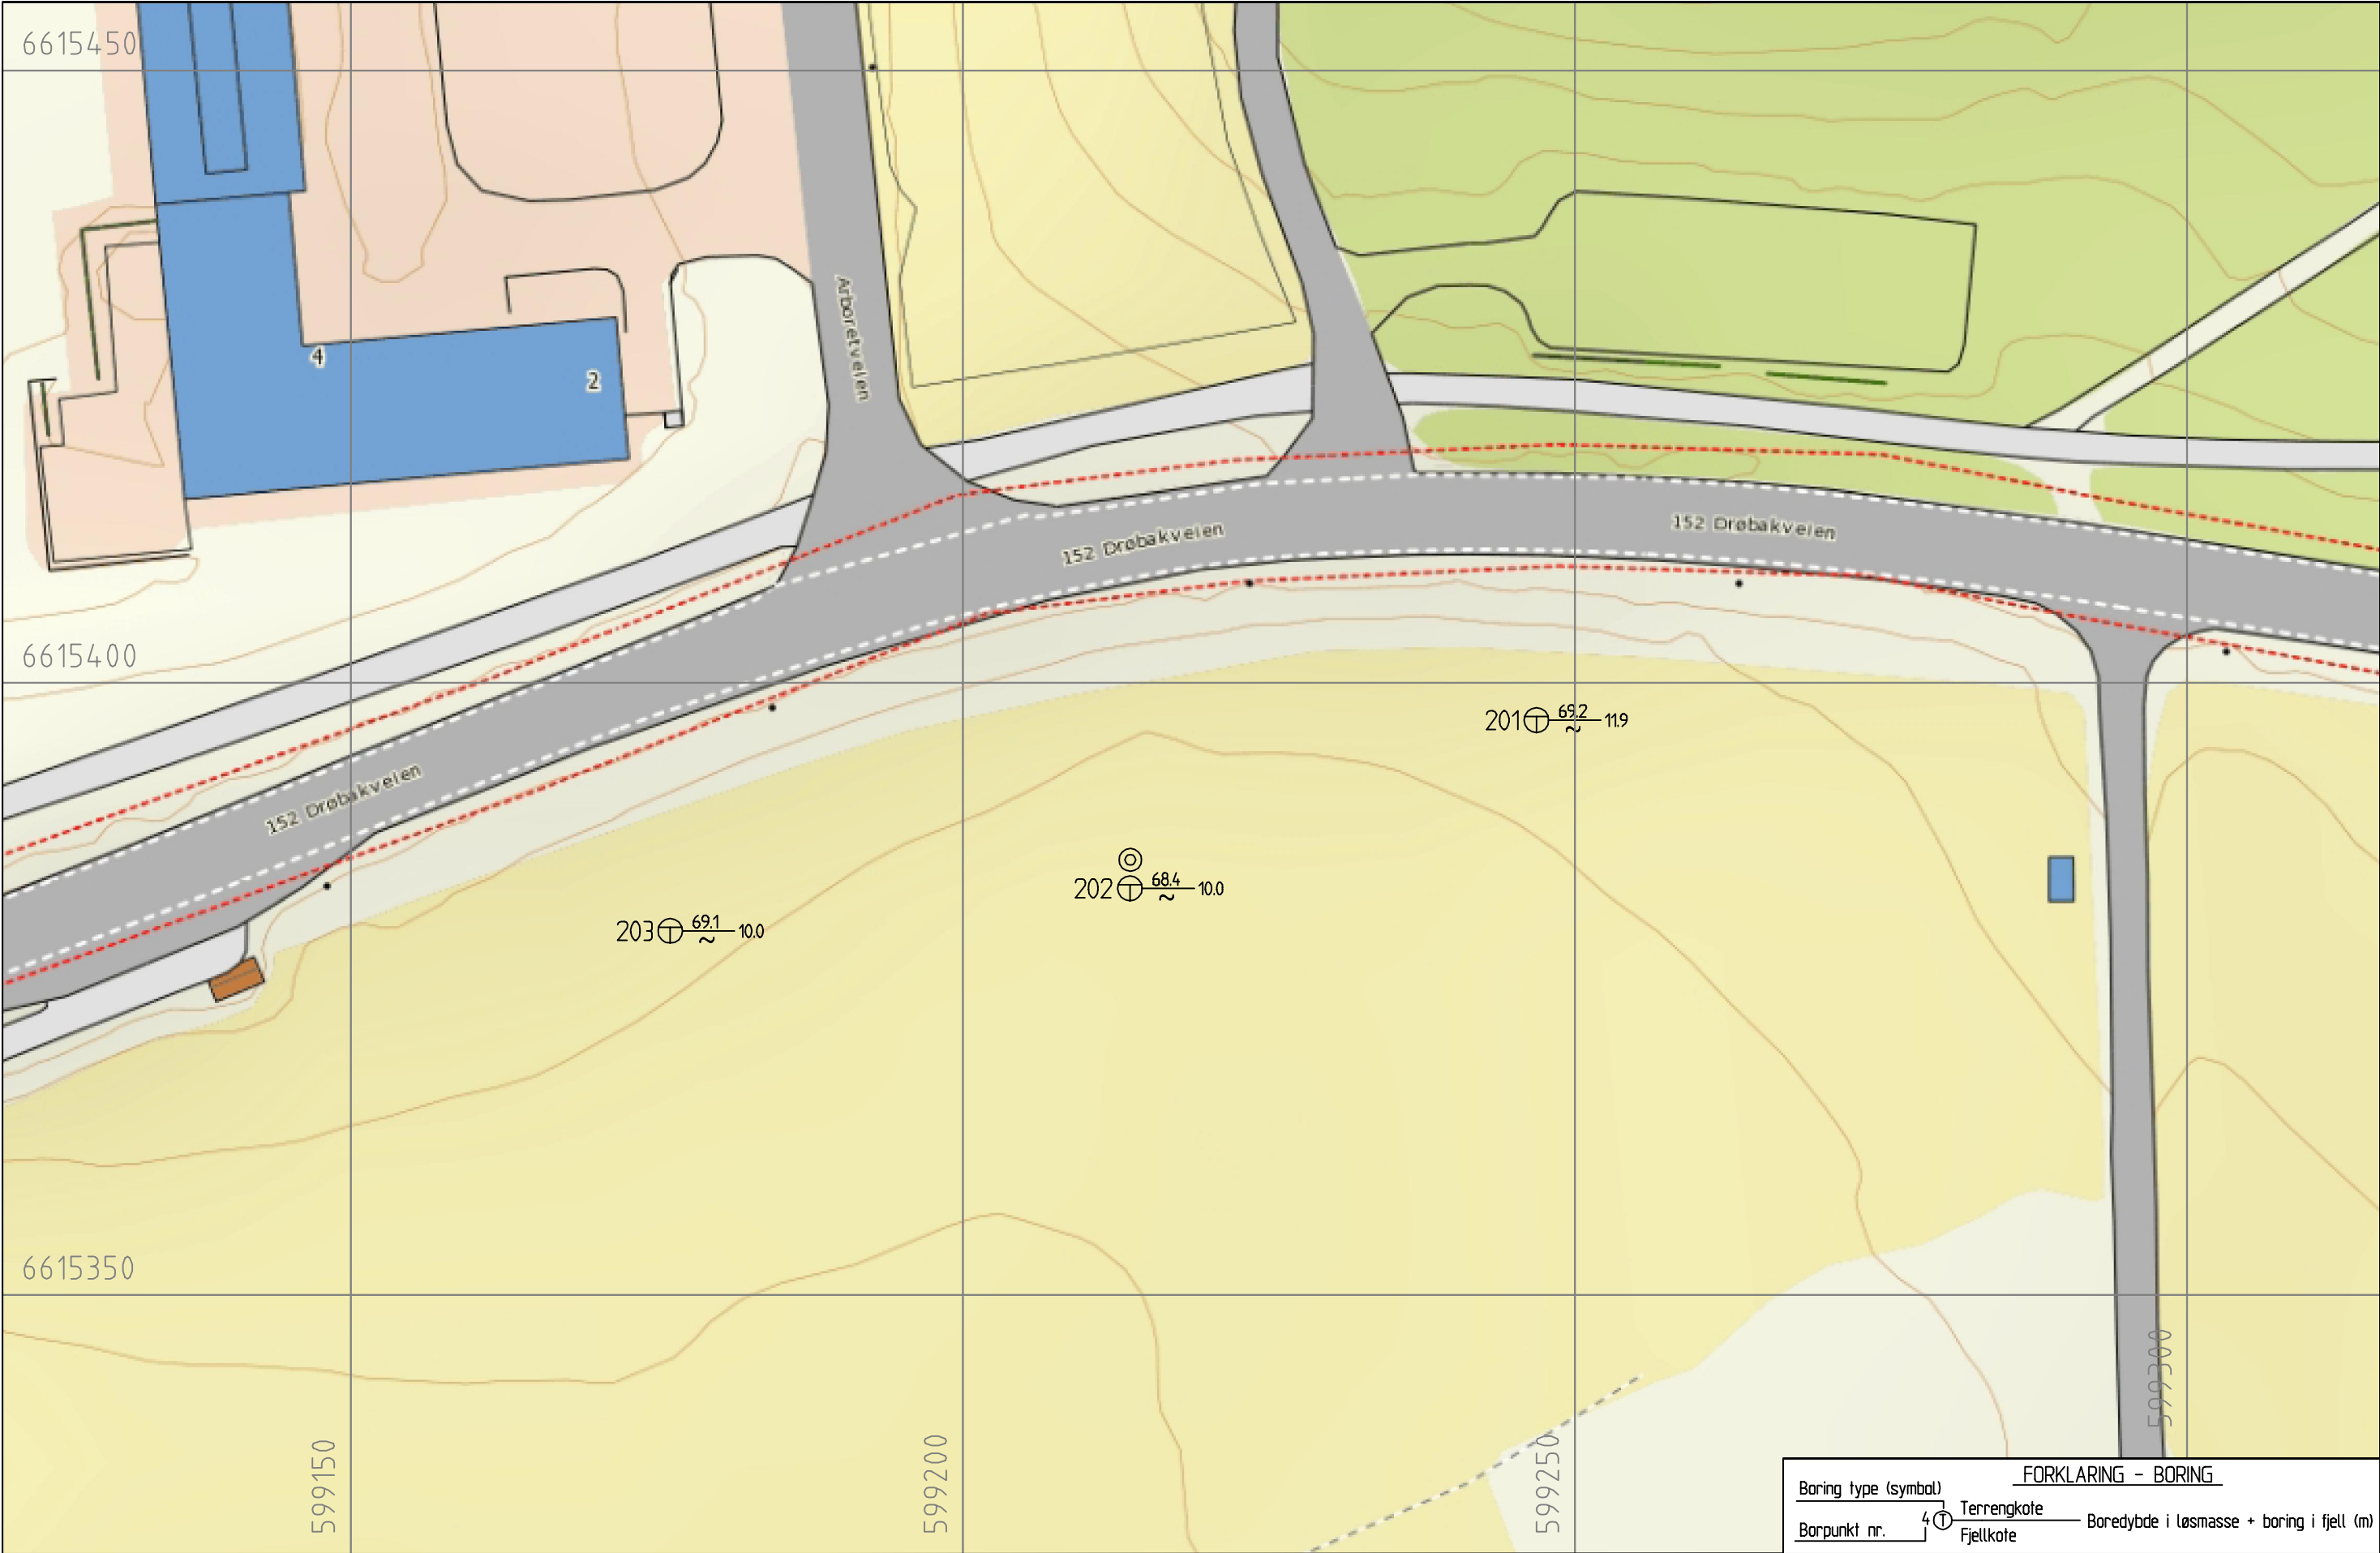 6615450
Arboretveien
4
2
152 Drøbakveien
152 Drøbakveien
6615400
201 69.2 ~ 11.9
152 Drøbakveien
202 68.4 ~ 10.0
203 69.1 ~ 10.0
6615350
599150
599200
599250
599300
FORKLARING - BORING
Boring type (symbol)
Terrengkote
4 T Boredybde i løsmasse + boring i fjell (m)
Borpunkt nr.
Fjellkote